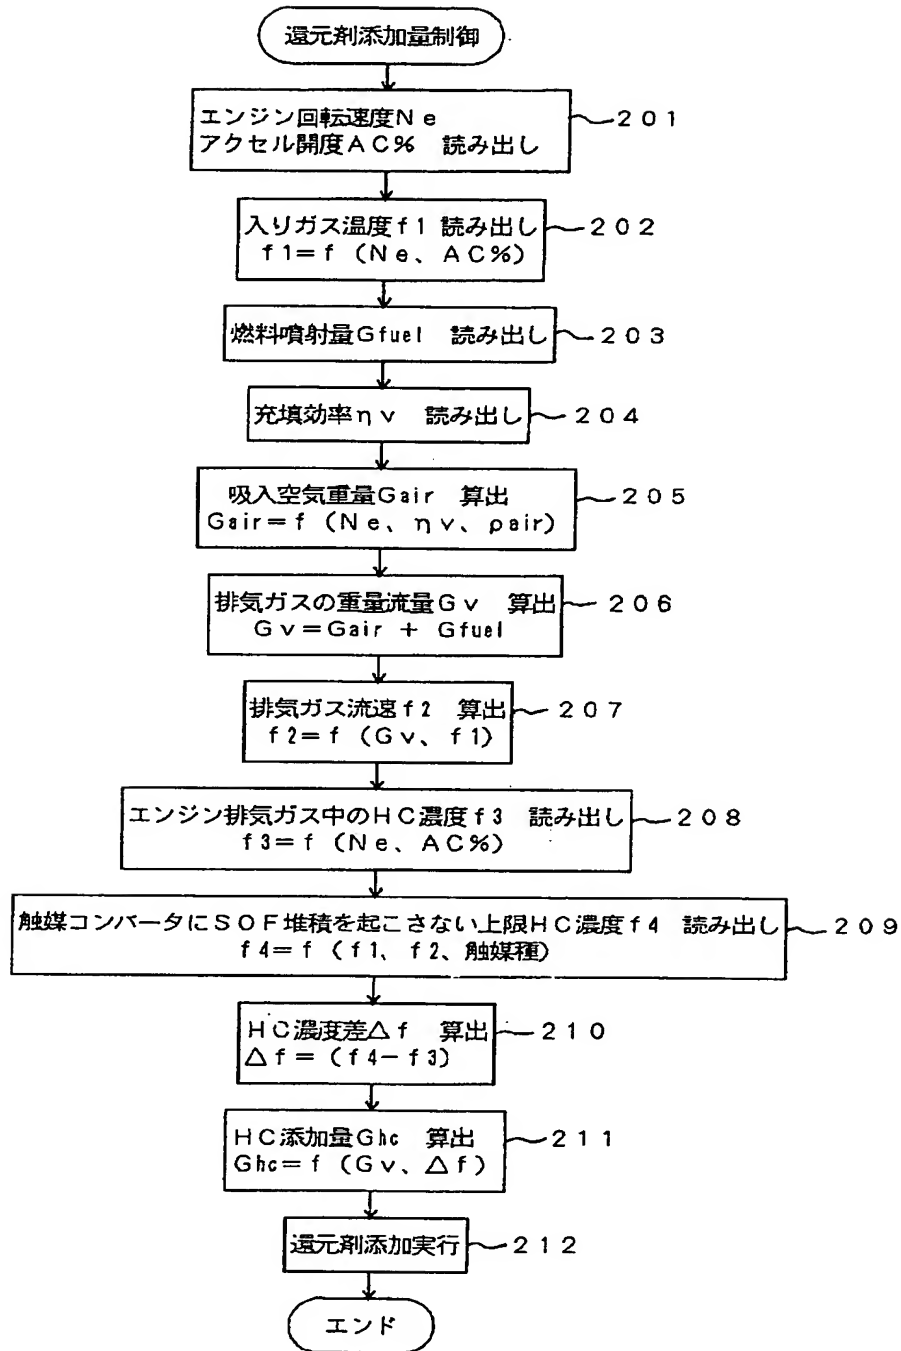 還元剤添加量制御
エンジン回転速度Ne
アクセル開度AC% 読み出し
201
入りガス温度f1 読み出し
f1=f (Ne、AC%)
202
燃料噴射量Gfuel 読み出し
203
充填効率ηv 読み出し
204
吸入空気重量Gair 算出
Gair=f (Ne、ηv、ρair)
205
排気ガスの重量流量Gv 算出
Gv=Gair + Gfuel
206
排気ガス流速f2 算出
f2=f (Gv、f1)
207
エンジン排気ガス中のHC濃度f3 読み出し
f3=f (Ne、AC%)
208
触媒コンバータにSOF堆積を起こさない上限HC濃度f4 読み出し
f4=f (f1、f2、触媒種)
209
HC濃度差△f 算出
△f=(f4-f3)
210
HC添加量Ghc 算出
Ghc=f (Gv、△f)
211
還元剤添加実行
212
エンド